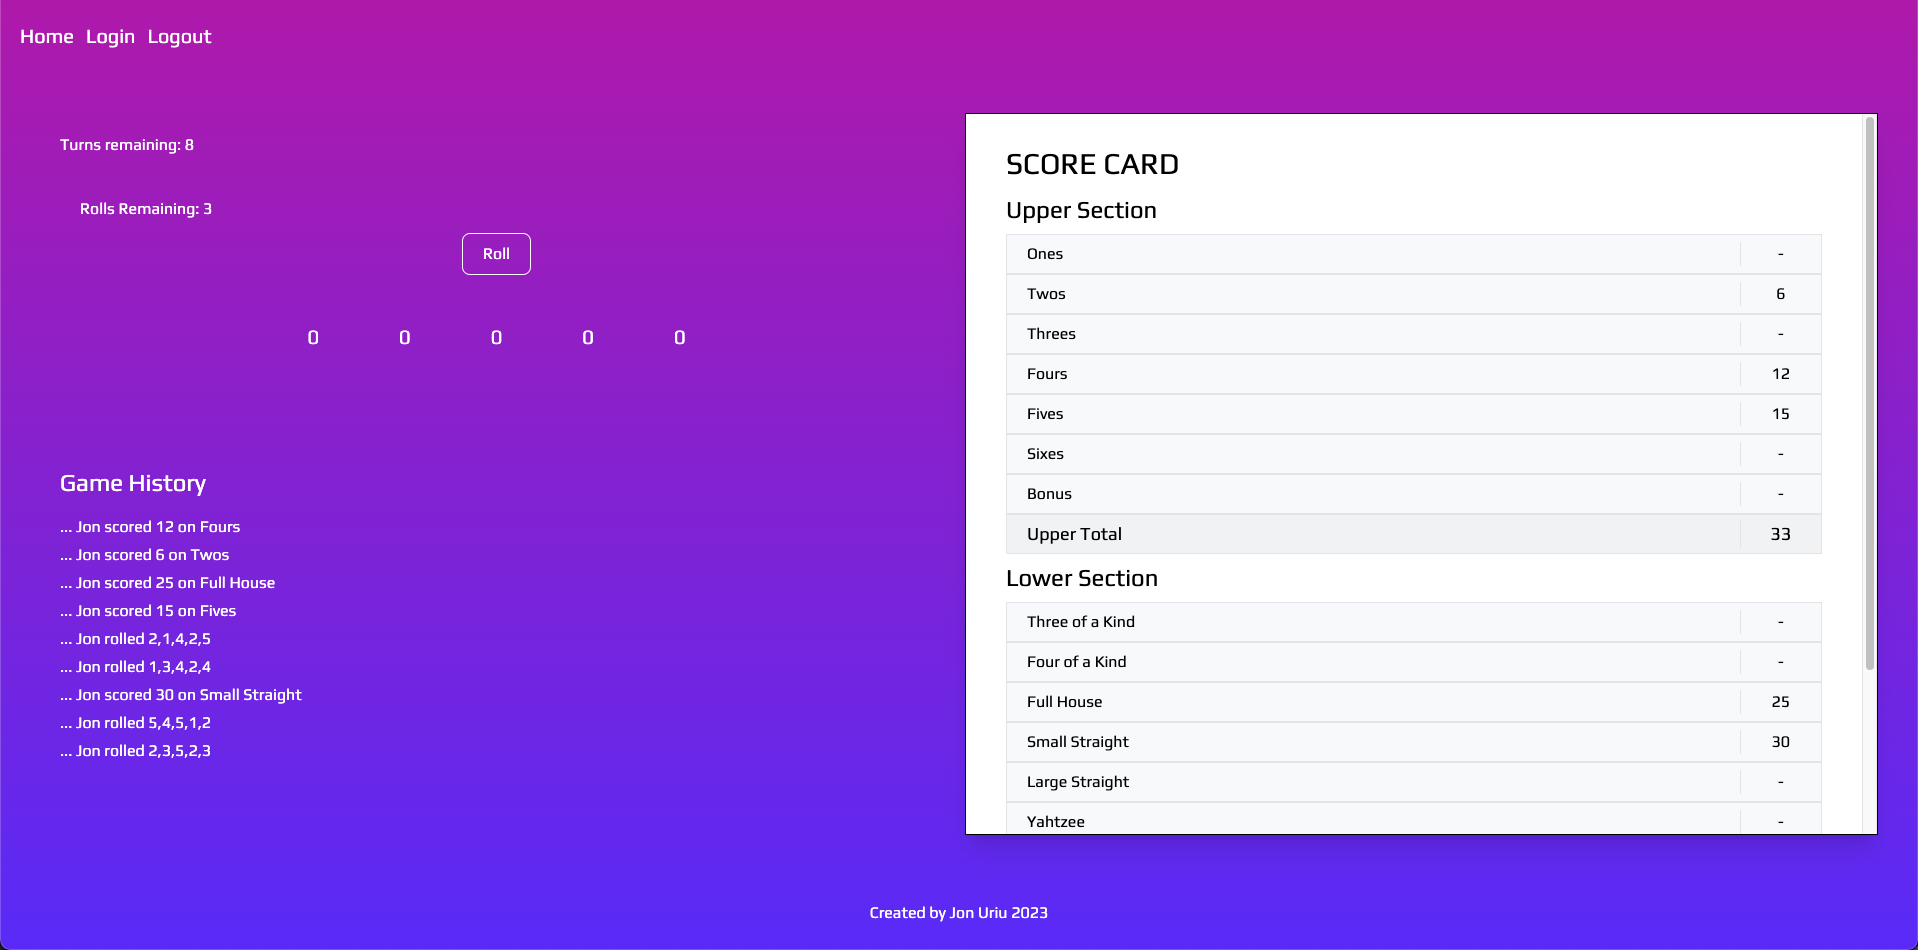 Home Login Logout
Turns remaining: 8
Rolls Remaining: 3
Roll
0 0 0 0 0
Game History
... Jon scored 12 on Fours
... Jon scored 6 on Twos
... Jon scored 25 on Full House
... Jon scored 15 on Fives
... Jon rolled 2,1,4,2,5
... Jon rolled 1,3,4,2,4
... Jon scored 30 on Small Straight
... Jon rolled 5,4,5,1,2
... Jon rolled 2,3,5,2,3
SCORE CARD
Upper Section
Ones -
Twos 6
Threes -
Fours 12
Fives 15
Sixes -
Bonus -
Upper Total 33
Lower Section
Three of a Kind -
Four of a Kind -
Full House 25
Small Straight 30
Large Straight -
Yahtzee -
Created by Jon Uriu 2023